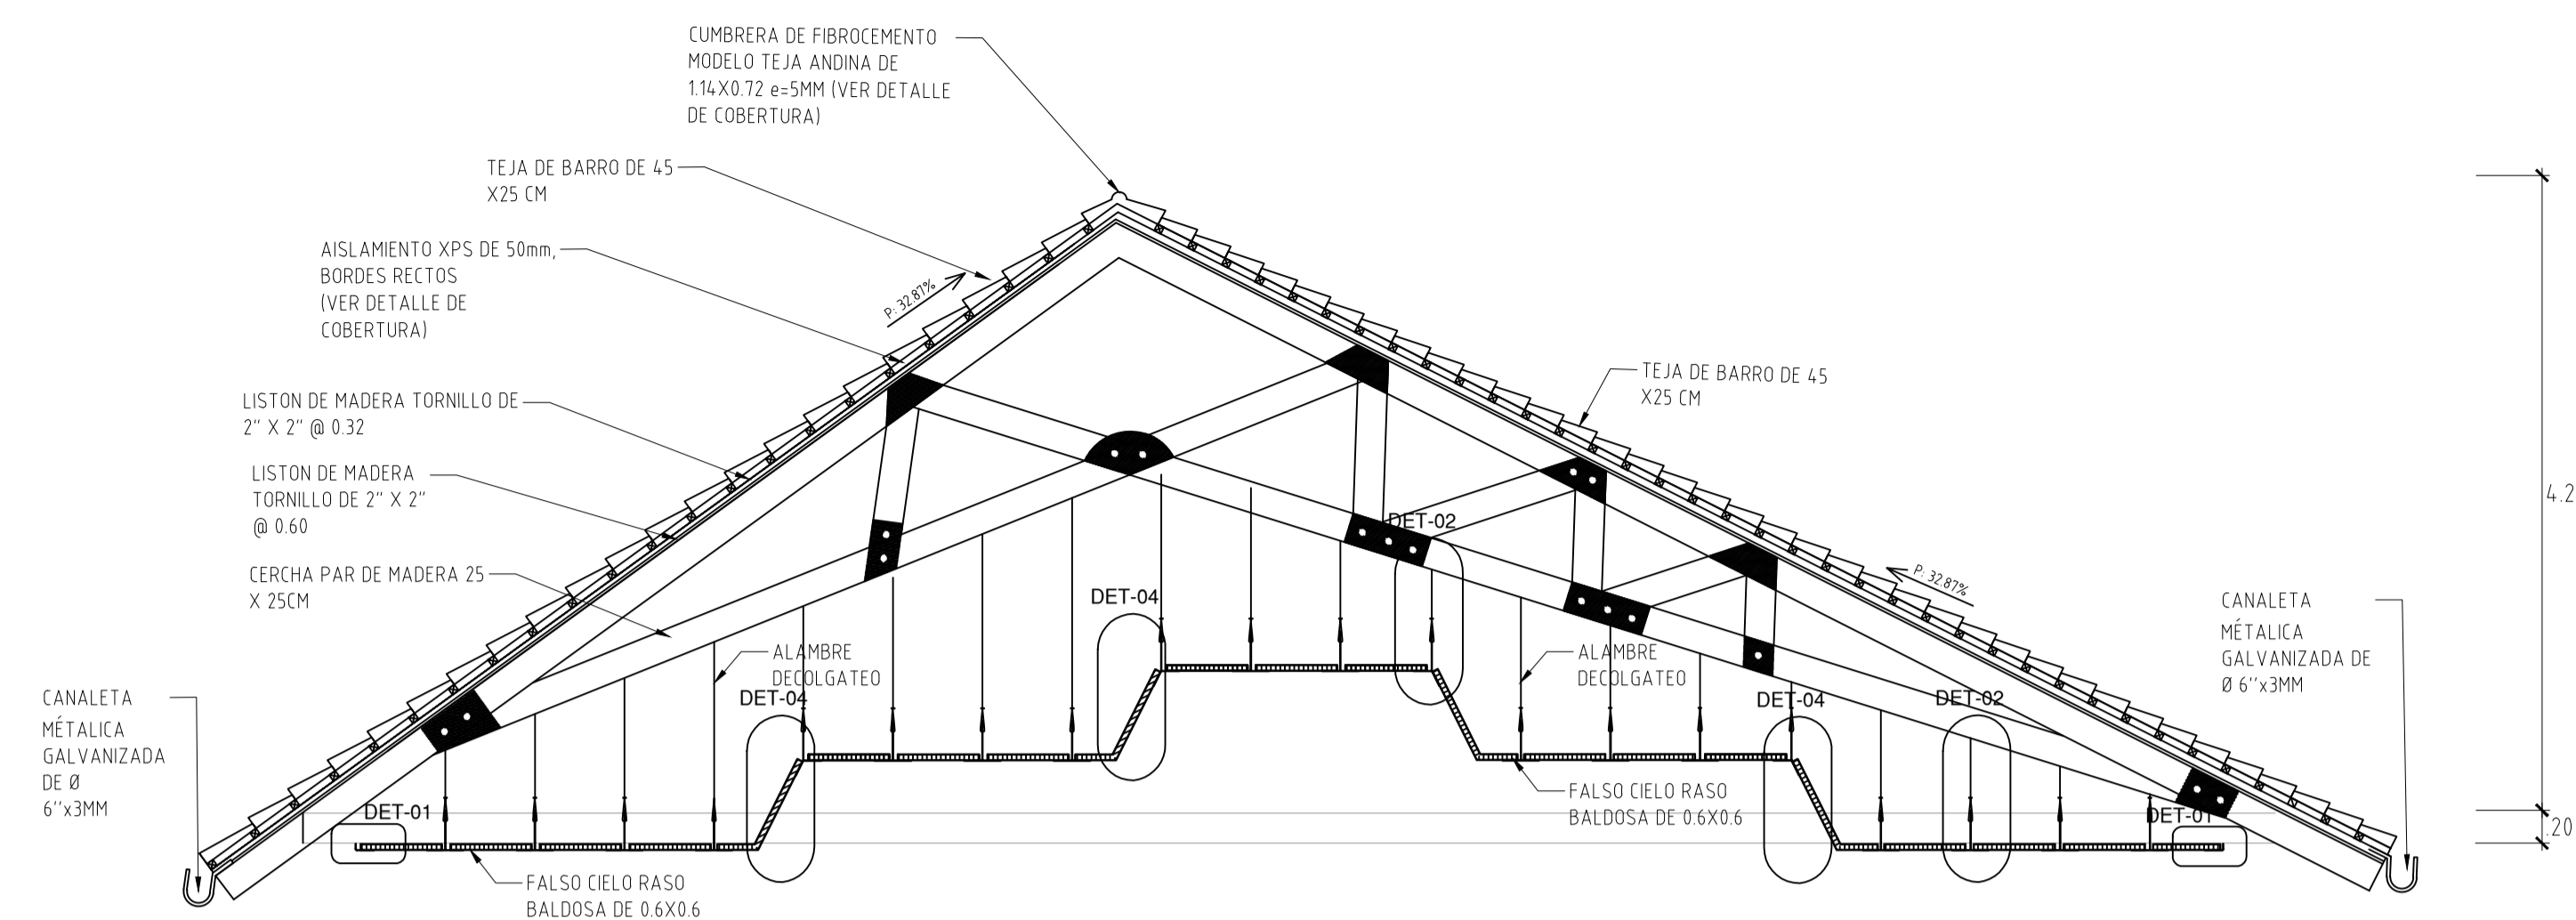 CUMBRERA DE FIBROCEMENTO
MODELO TEJA ANDINA DE
1.14X0.72 e=5MM (VER DETALLE
DE COBERTURA)
TEJA DE BARRO DE 45
X25 CM
AISLAMIENTO XPS DE 50mm,
BORDES RECTOS
(VER DETALLE DE
COBERTURA)
P: 32.87%
LISTON DE MADERA TORNILLO DE
2" X 2" @ 0.32
LISTON DE MADERA
TORNILLO DE 2" X 2"
@ 0.60
CERCHA PAR DE MADERA 25
X 25CM
CANALETA
MÉTALICA
GALVANIZADA
DE Ø
6''x3MM
TEJA DE BARRO DE 45
X25 CM
4.2
DET-02
P: 32.87%
DET-04
CANALETA
MÉTALICA
GALVANIZADA DE
Ø 6''x3MM
ALAMBRE
DECOLGATEO
ALAMBRE
DECOLGATEO
DET-04
DET-04
DET-02
FALSO CIELO RASO
BALDOSA DE 0.6X0.6
DET-01
DET-01
.20
FALSO CIELO RASO
BALDOSA DE 0.6X0.6